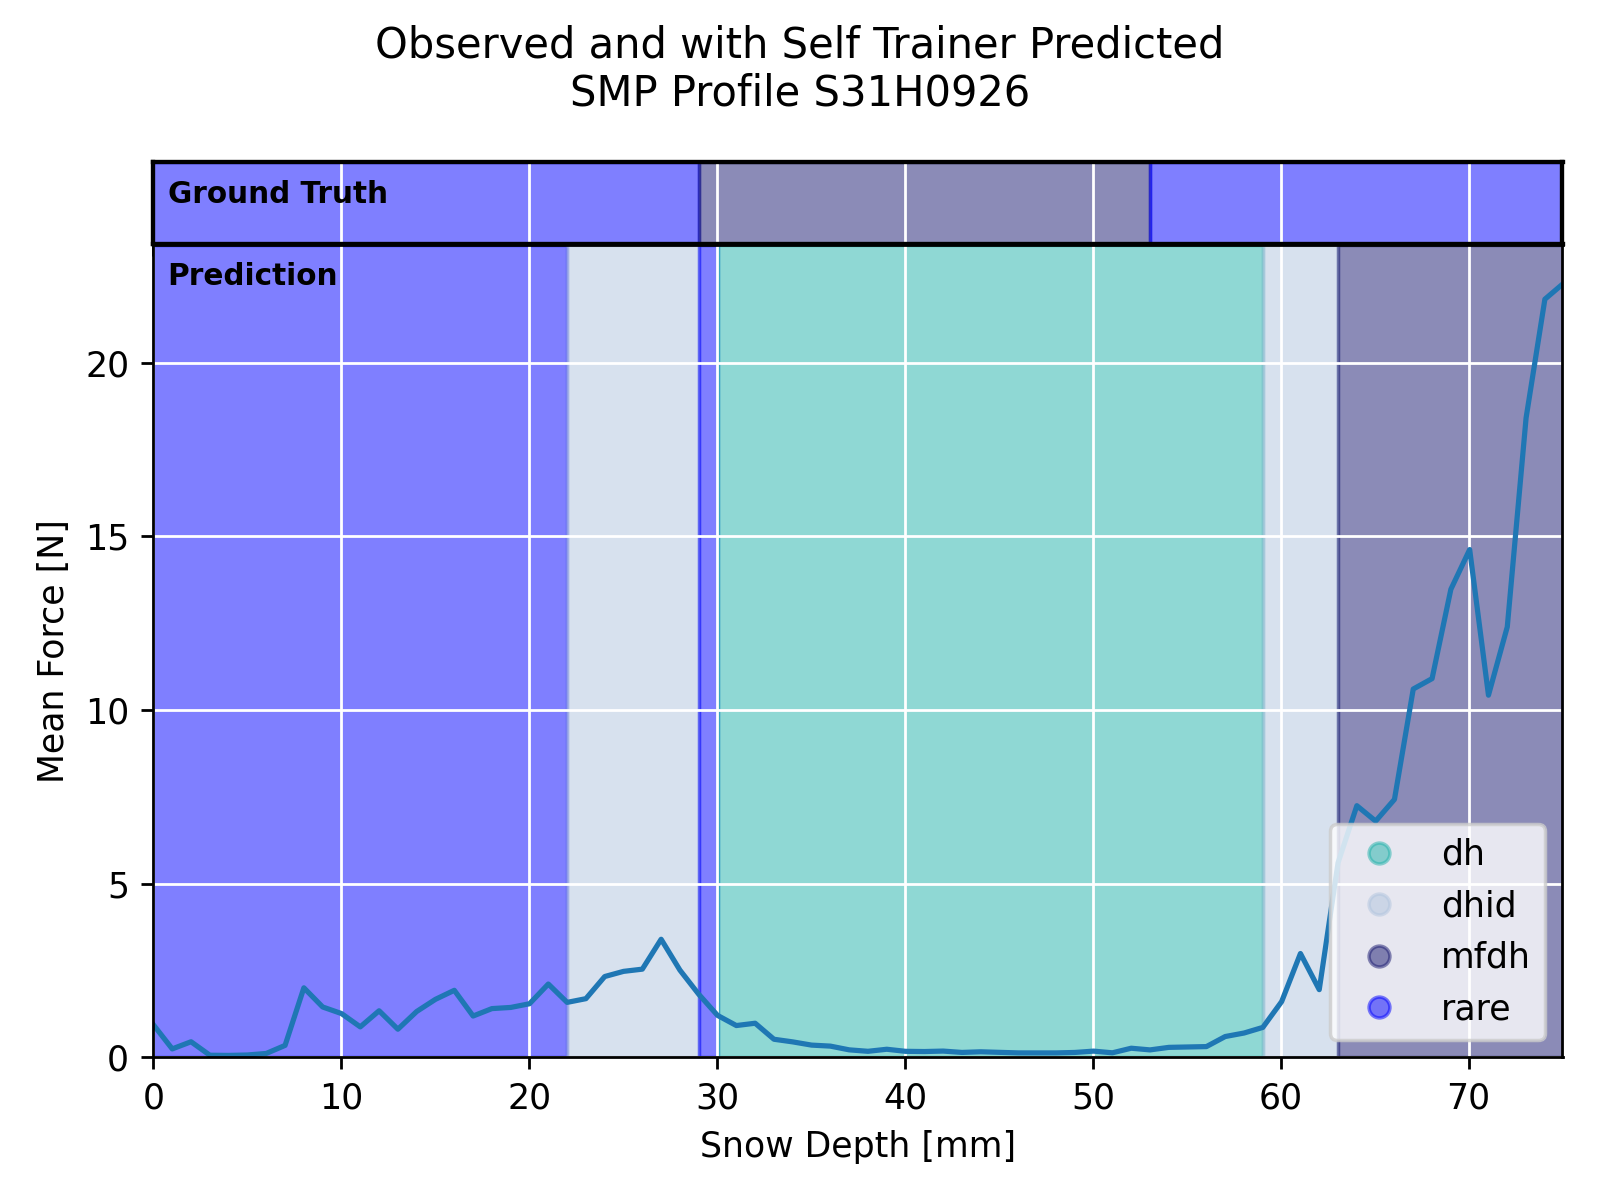 Observed and with Self Trainer Predicted
SMP Profile S31H0926
Ground Truth
Prediction
20
15
10
5
0
Mean Force [N]
dh
dhid
mfdh
rare
0 10 20 30 40 50 60 70
Snow Depth [mm]